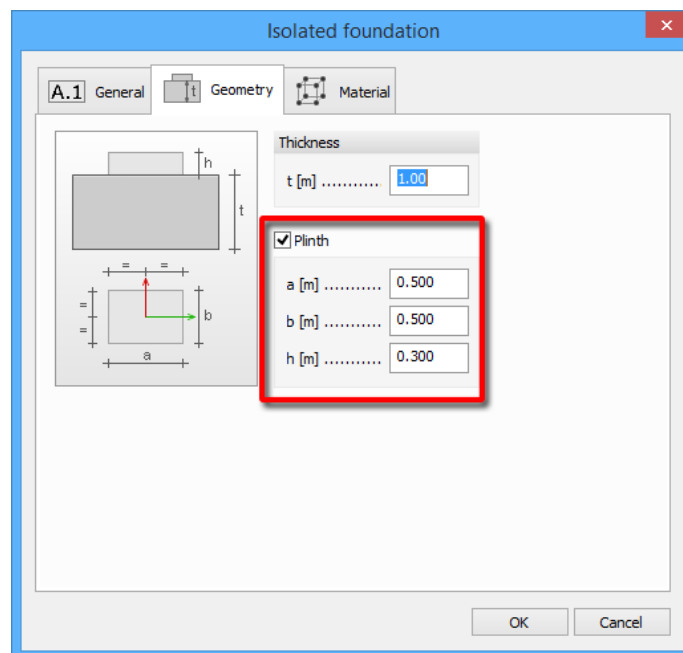 Isolated foundation
A.1 General
t Geometry
Material
Thickness
h
t [m] ........... 1.00
t
Plinth
= =
a [m] ........... 0.500
= b
b [m] ........... 0.500
=
a
h [m] ........... 0.300
OK Cancel